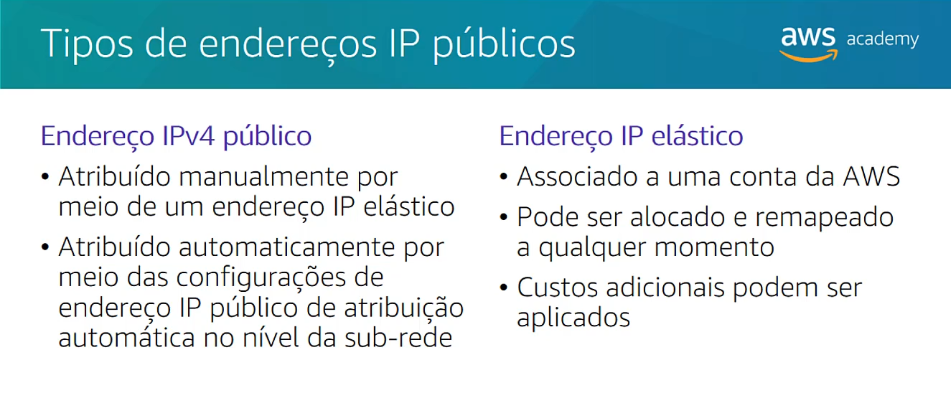 Tipos de endereços IP públicos
aws academy
Endereço IPv4 público
• Atribuído manualmente por
meio de um endereço IP elástico
• Atribuído automaticamente por
meio das configurações de
endereço IP público de atribuição
automática no nível da sub-rede
Endereço IP elástico
• Associado a uma conta da AWS
• Pode ser alocado e remapeado
a qualquer momento
• Custos adicionais podem ser
aplicados